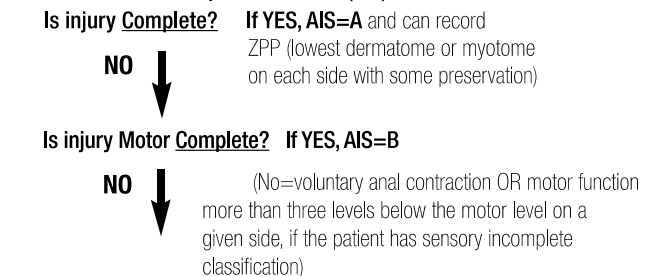 Is injury Complete? If YES, AIS=A and can record
ZPP (lowest dermatome or myotome
on each side with some preservation)
NO
Is injury Motor Complete? If YES, AIS=B
NO
(No=voluntary anal contraction OR motor function
more than three levels below the motor level on a
given side, if the patient has sensory incomplete
classification)